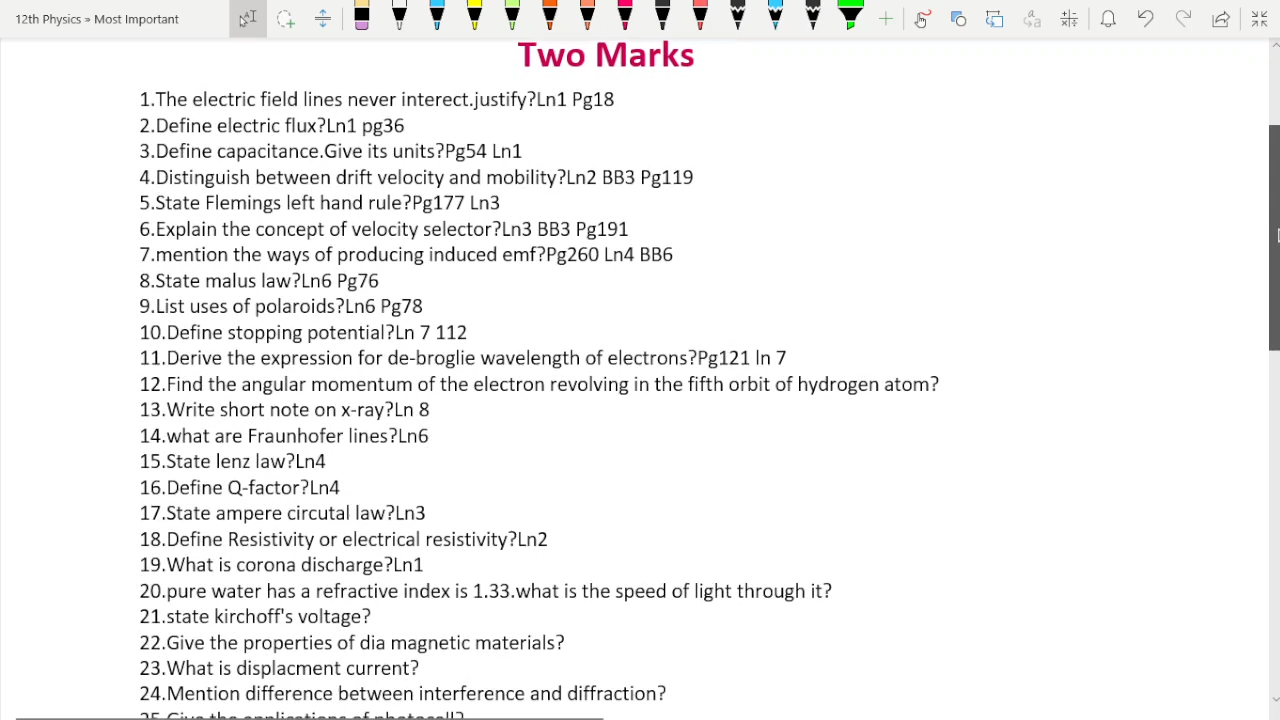 12th Physics » Most Important
Two Marks
1.The electric field lines never interect.justify?Ln1 Pg18
2.Define electric flux?Ln1 pg36
3.Define capacitance.Give its units?Pg54 Ln1
4.Distinguish between drift velocity and mobility?Ln2 BB3 Pg119
5.State Flemings left hand rule?Pg177 Ln3
6.Explain the concept of velocity selector?Ln3 BB3 Pg191
7.mention the ways of producing induced emf?Pg260 Ln4 BB6
8.State malus law?Ln6 Pg76
9.List uses of polaroids?Ln6 Pg78
10.Define stopping potential?Ln 7 112
11.Derive the expression for de-broglie wavelength of electrons?Pg121 ln 7
12.Find the angular momentum of the electron revolving in the fifth orbit of hydrogen atom?
13.Write short note on x-ray?Ln 8
14.what are Fraunhofer lines?Ln6
15.State lenz law?Ln4
16.Define Q-factor?Ln4
17.State ampere circutal law?Ln3
18.Define Resistivity or electrical resistivity?Ln2
19.What is corona discharge?Ln1
20.pure water has a refractive index is 1.33.what is the speed of light through it?
21.state kirchoff's voltage?
22.Give the properties of dia magnetic materials?
23.What is displacment current?
24.Mention difference between interference and diffraction?
25.Give the applications of photocell?